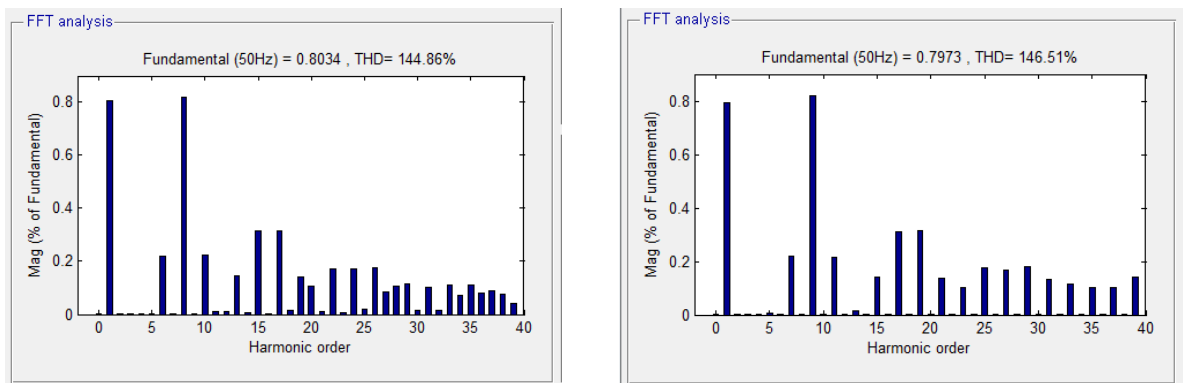 FFT analysis
Fundamental (50Hz) = 0.8034 , THD= 144.86%
Mag (% of Fundamental)
0.8
0.6
0.4
0.2
0
0 5 10 15 20 25 30 35 40
Harmonic order
FFT analysis
Fundamental (50Hz) = 0.7973 , THD= 146.51%
Mag (% of Fundamental)
0.8
0.6
0.4
0.2
0
0 5 10 15 20 25 30 35 40
Harmonic order